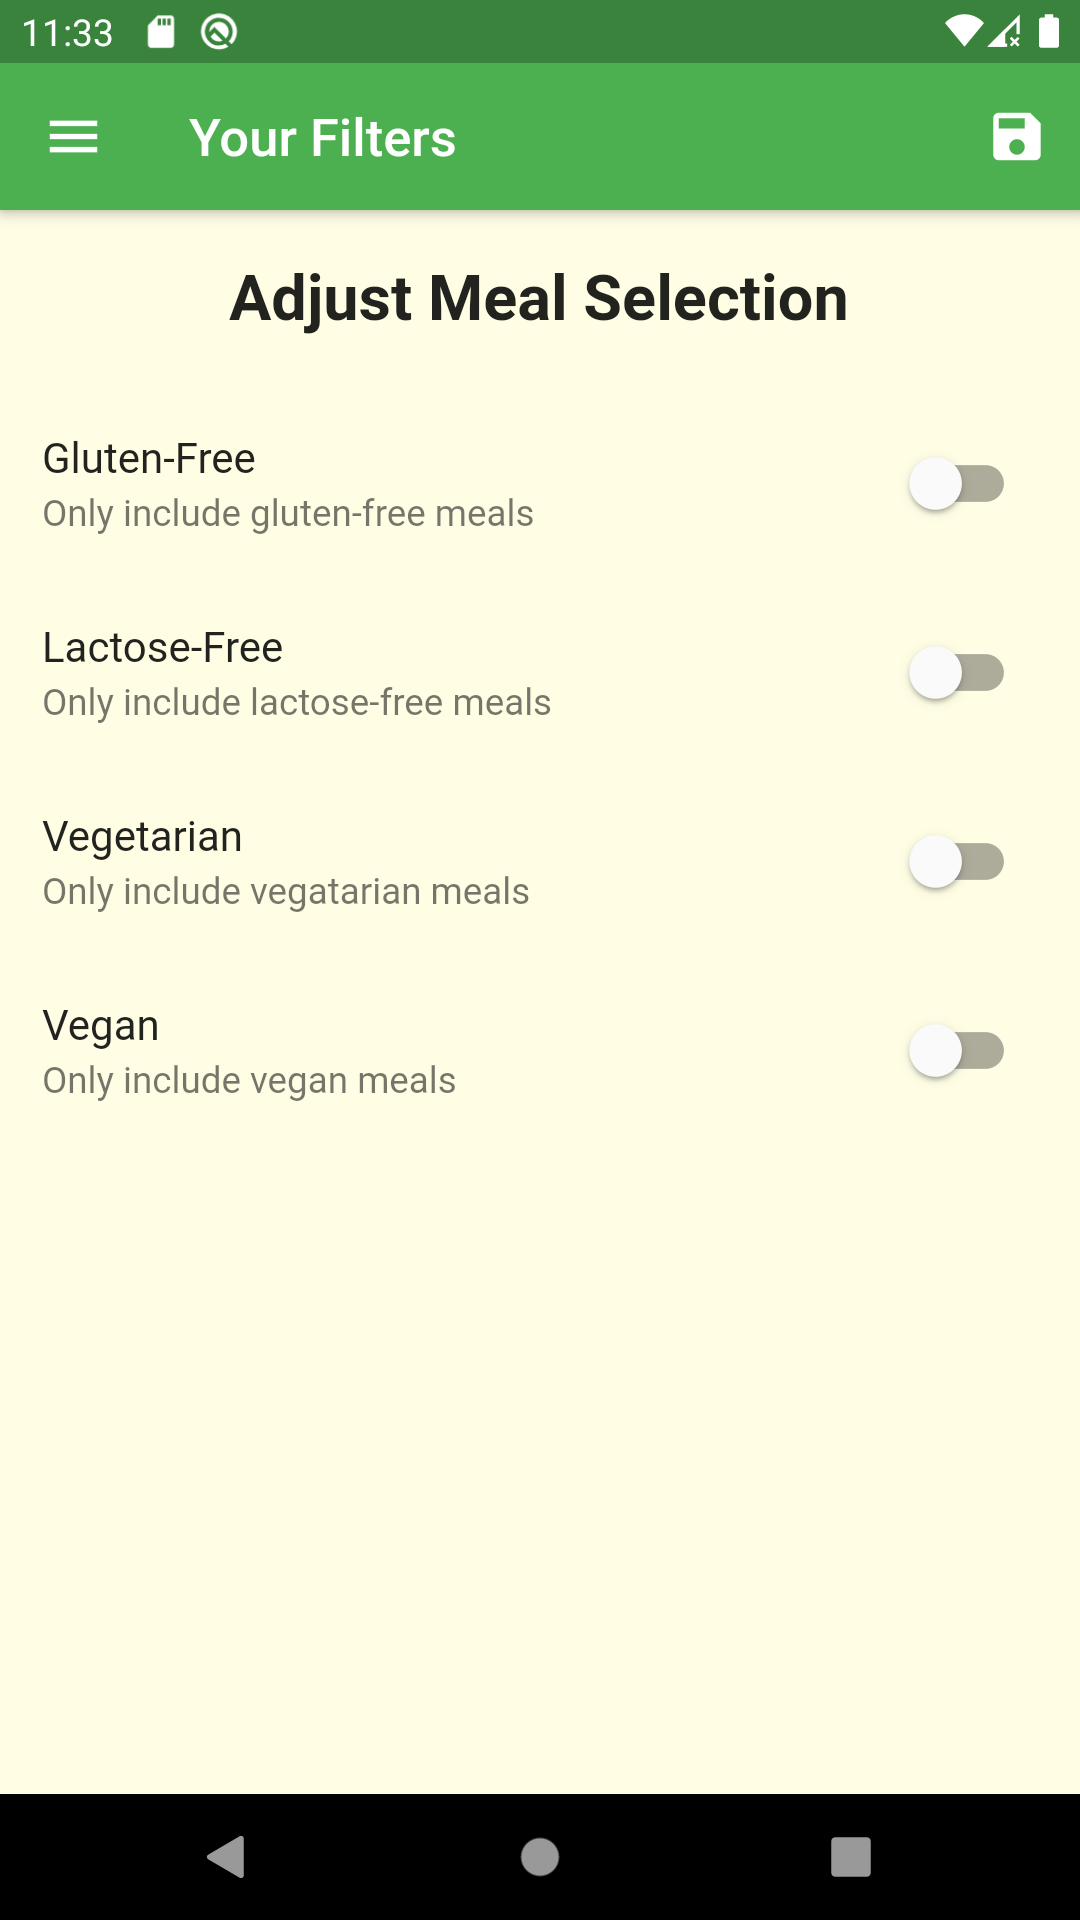 11:33
Your Filters
Adjust Meal Selection
Gluten-Free
Only include gluten-free meals
Lactose-Free
Only include lactose-free meals
Vegetarian
Only include vegatarian meals
Vegan
Only include vegan meals